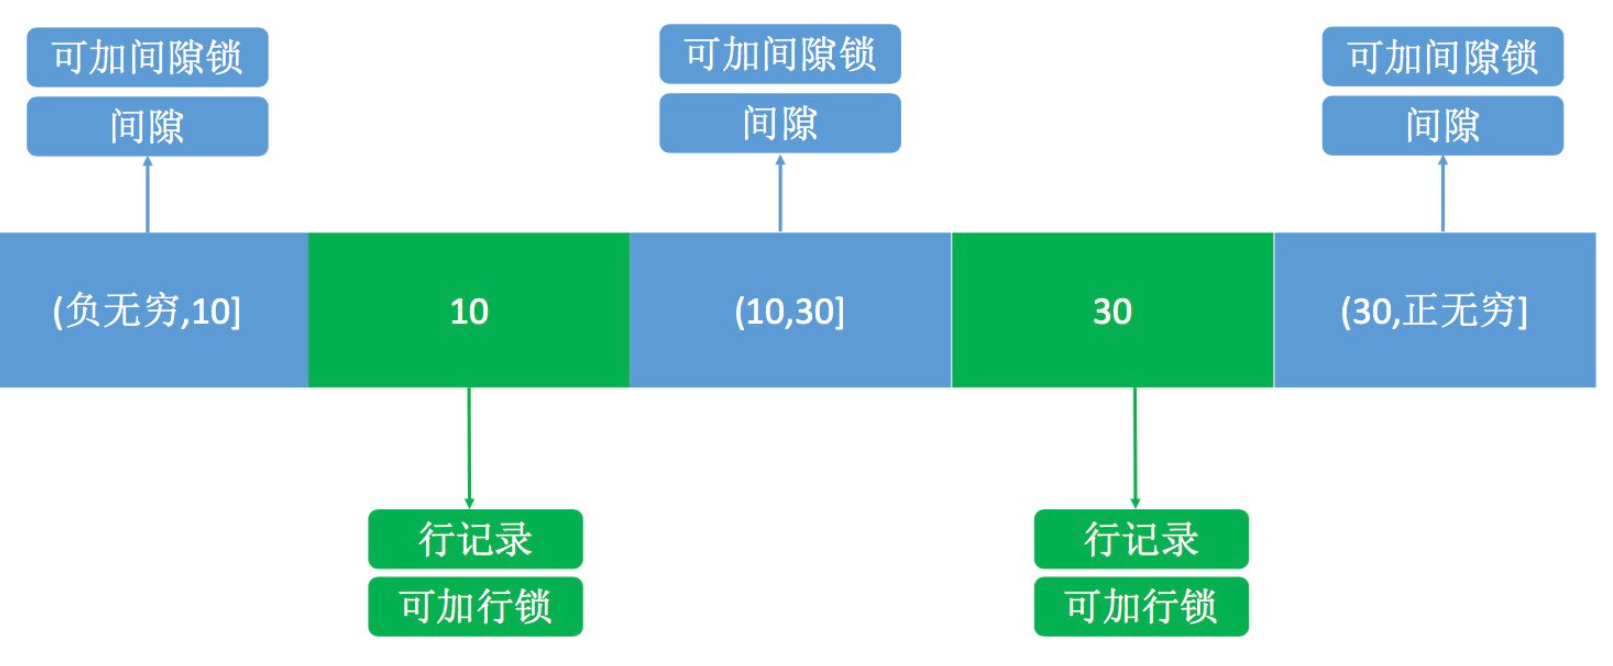 可加间隙锁
间隙
可加间隙锁
间隙
可加间隙锁
间隙
(负无穷,10]
10
(10,30]
30
(30,正无穷]
行记录
可加行锁
行记录
可加行锁